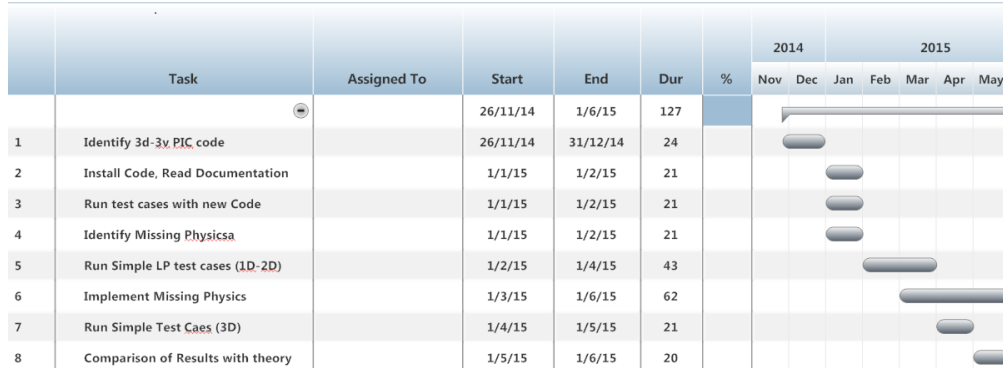 2014 2015
Task Assigned To Start End Dur % Nov Dec Jan Feb Mar Apr May
26/11/14 1/6/15 127
1 Identify 3d-3v PIC code 26/11/14 31/12/14 24
2 Install Code, Read Documentation 1/1/15 1/2/15 21
3 Run test cases with new Code 1/1/15 1/2/15 21
4 Identify Missing Physicsa 1/1/15 1/2/15 21
5 Run Simple LP test cases (1D-2D) 1/2/15 1/4/15 43
6 Implement Missing Physics 1/3/15 1/6/15 62
7 Run Simple Test Caes (3D) 1/4/15 1/5/15 21
8 Comparison of Results with theory 1/5/15 1/6/15 20